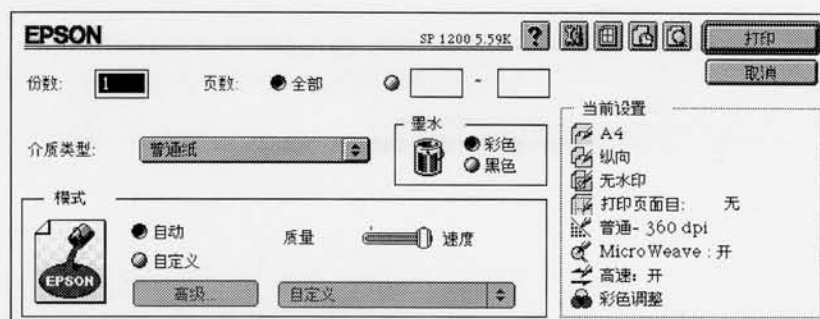 EPSON
SP 1200 5.59K
?
打印
取消
份数: 1
页数: 全部 -
介质类型: 普通纸
墨水
彩色
黑色
模式
EPSON
自动
自定义
质量 速度
高级...
自定义
当前设置
A4
纵向
无水印
打印页面目: 无
普通- 360 dpi
MicroWeave : 开
高速: 开
彩色调整